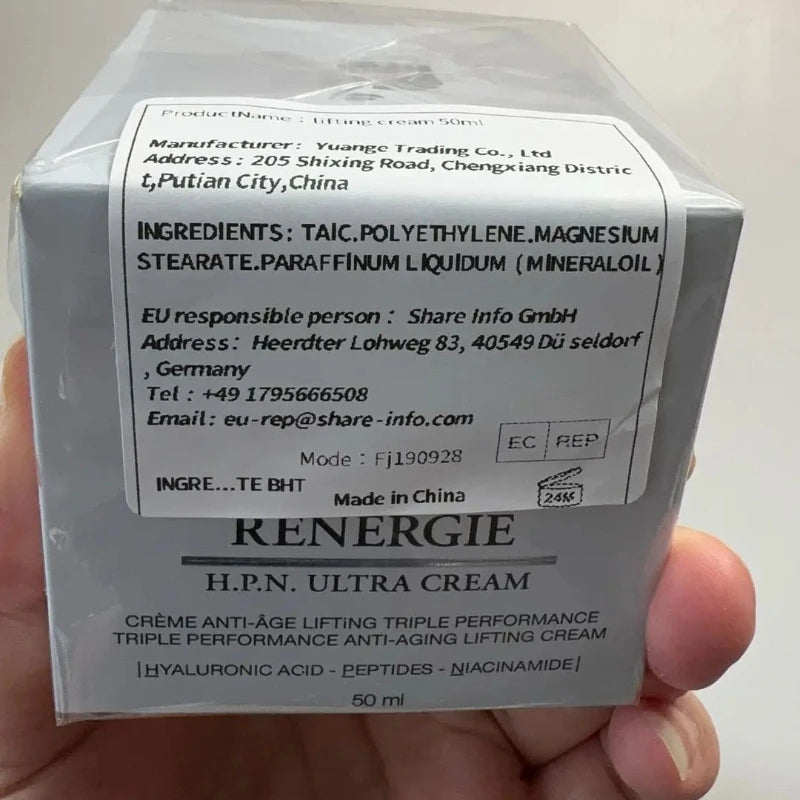 ProductName : lifting cream 50ml
Manufacturer: Yuange Trading Co., Ltd
Address : 205 Shixing Road, Chengxiang Distric
t,Putian City,China
INGREDIENTS: TAIC.POLYETHYLENE.MAGNESIUM
STEARATE.PARAFFINUM LIQUIDUM (MINERALOIL)
EU responsible person : Share Info GmbH
Address: Heerdter Lohweg 83, 40549 Dü seldorf
, Germany
Tel : +49 1795666508
Email: eu-rep@share-info.com
EC REP
Mode : Fj190928
INGRE...TE BHT
Made in China
24M
RÉNERGIE
H.P.N. ULTRA CREAM
CRÈME ANTI-ÂGE LIFTiNG TRIPLE PERFORMANCE
TRIPLE PERFORMANCE ANTI-AGING LIFTING CREAM
|HYALURONIC ACID - PEPTIDES - NIACINAMIDE|
50 ml